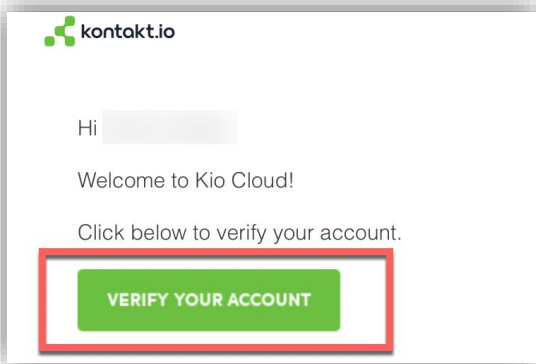 kontakt.io
Hi
Welcome to Kio Cloud!
Click below to verify your account.
VERIFY YOUR ACCOUNT